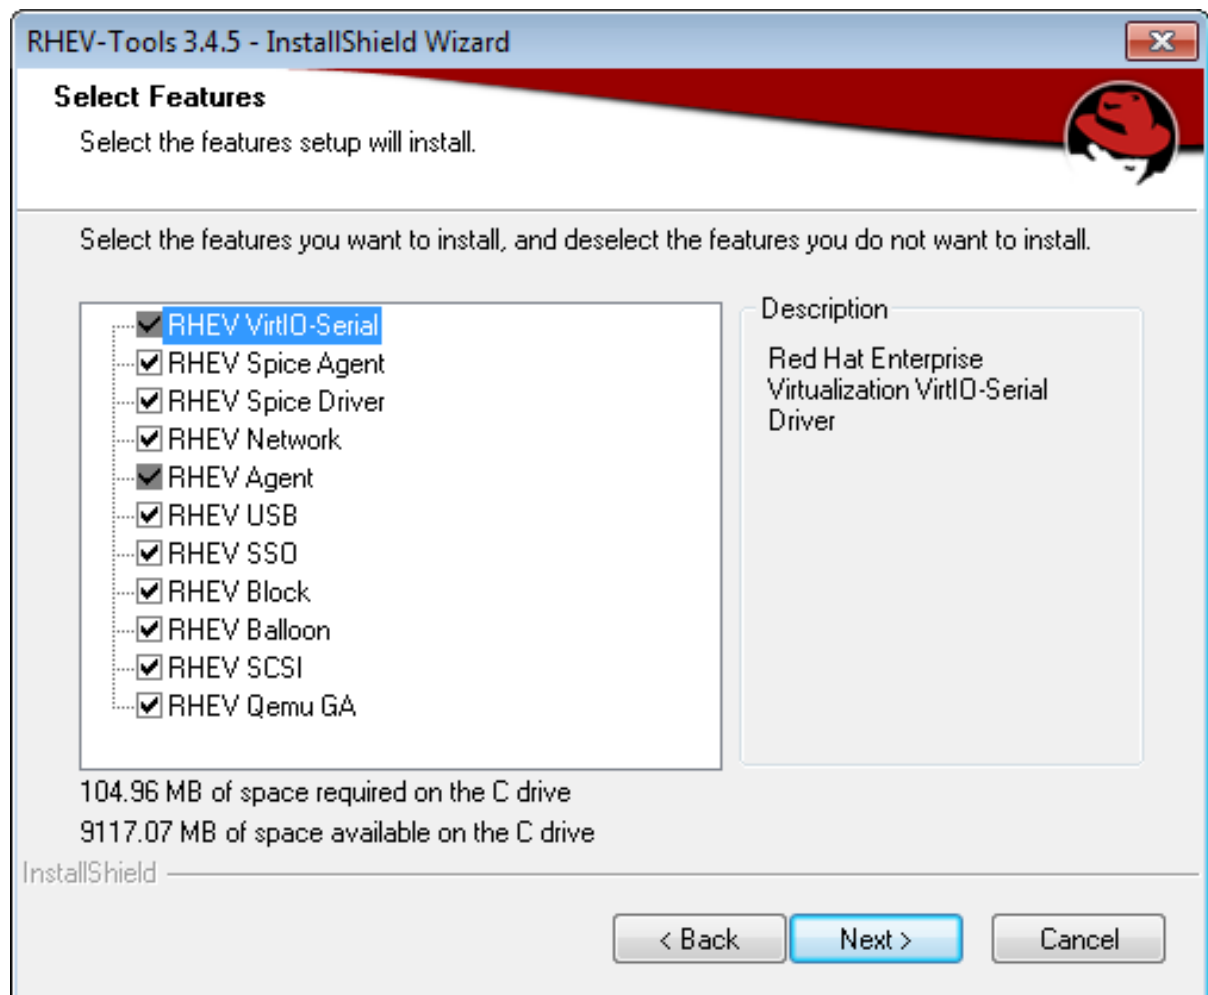 RHEV-Tools 3.4.5 - InstallShield Wizard
Select Features
Select the features setup will install.
Select the features you want to install, and deselect the features you do not want to install.
RHEV VirtIO-Serial
RHEV Spice Agent
RHEV Spice Driver
RHEV Network
RHEV Agent
RHEV USB
RHEV SSO
RHEV Block
RHEV Balloon
RHEV SCSI
RHEV Qemu GA
Description
Red Hat Enterprise
Virtualization VirtIO-Serial
Driver
104.96 MB of space required on the C drive
9117.07 MB of space available on the C drive
InstallShield
< Back
Next >
Cancel